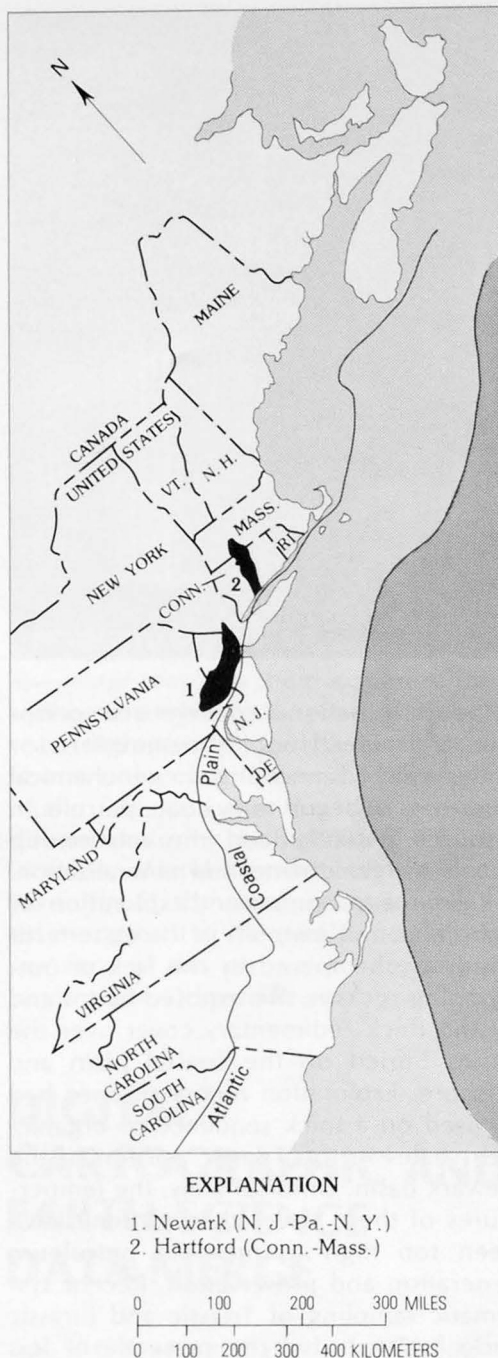 N
MAINE
CANADA
UNITED STATES
VT.
N. H.
MASS.
RI
NEW YORK
CONN.
2
PENNSYLVANIA
1
N. J.
DE
MARYLAND
VIRGINIA
NORTH
CAROLINA
SOUTH
CAROLINA
Atlantic Coastal Plain
EXPLANATION
1. Newark (N. J.-Pa.-N. Y.)
2. Hartford (Conn.-Mass.)
0 100 200 300 MILES
0 100 200 300 400 KILOMETERS